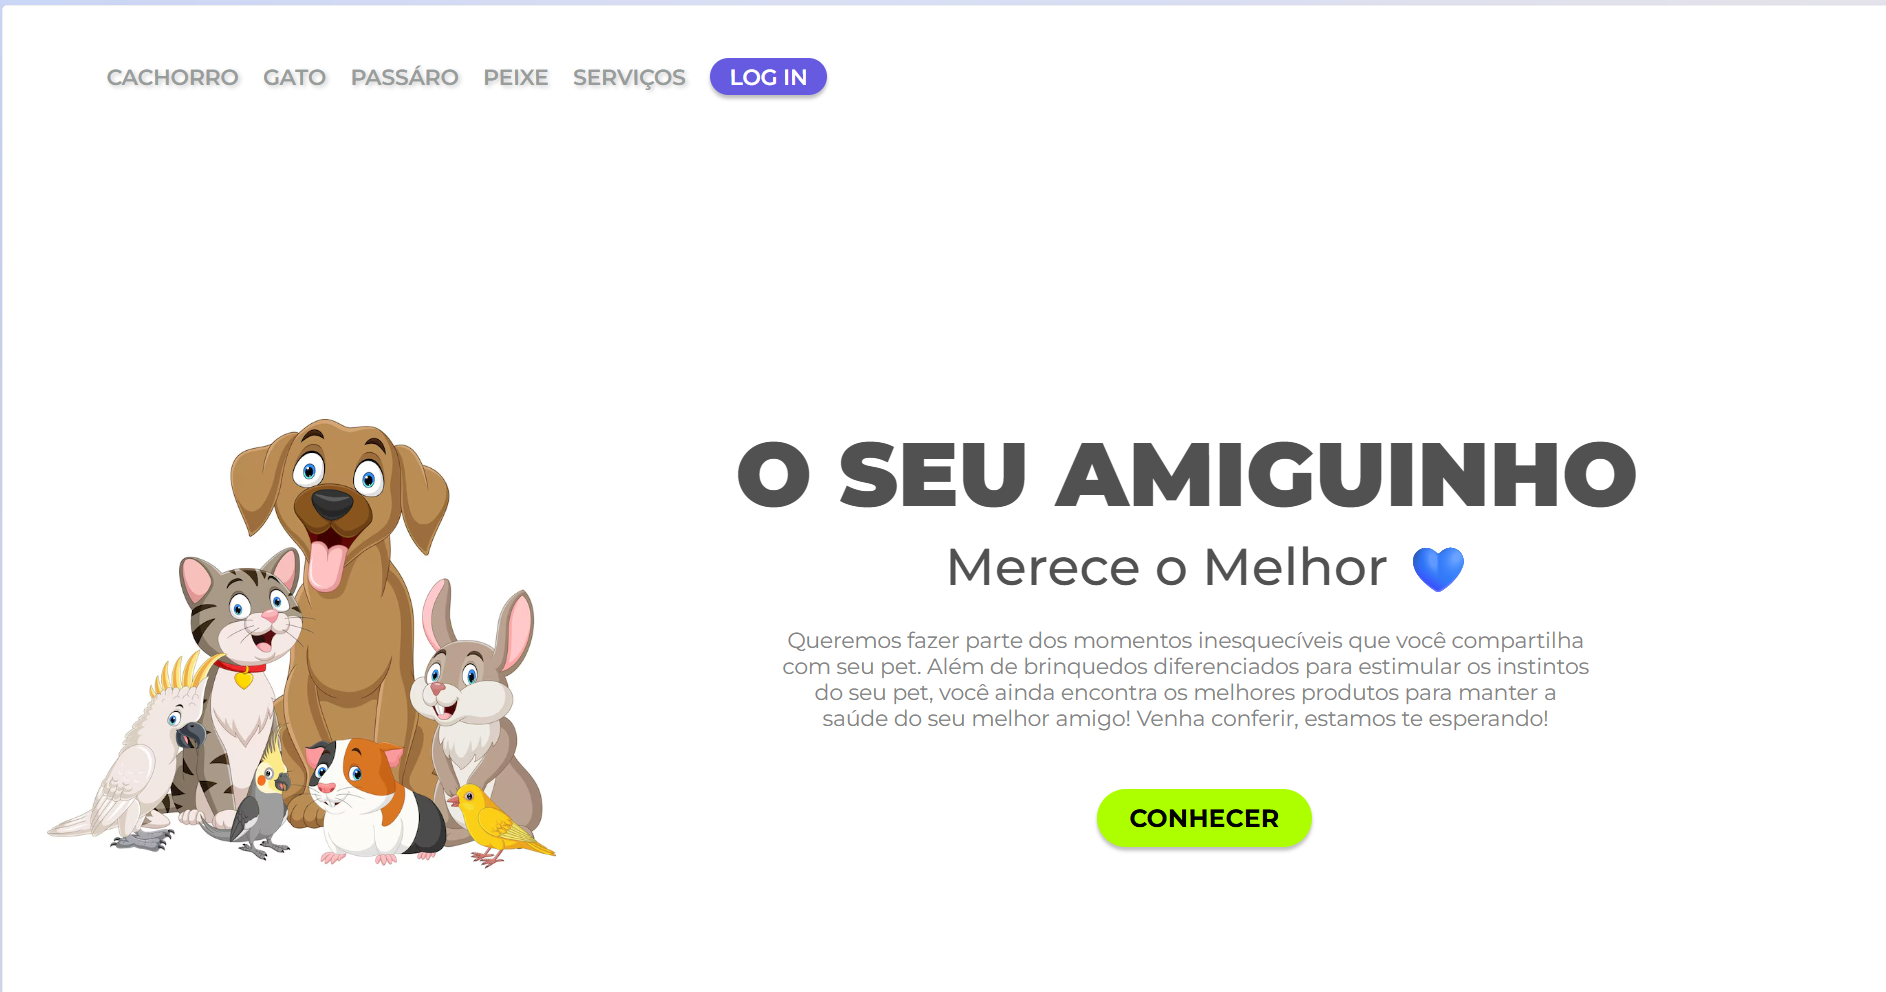 CACHORRO GATO PASSÁRO PEIXE SERVIÇOS LOG IN
O SEU AMIGUINHO
Merece o Melhor 💙
Queremos fazer parte dos momentos inesquecíveis que você compartilha
com seu pet. Além de brinquedos diferenciados para estimular os instintos
do seu pet, você ainda encontra os melhores produtos para manter a
saúde do seu melhor amigo! Venha conferir, estamos te esperando!
CONHECER